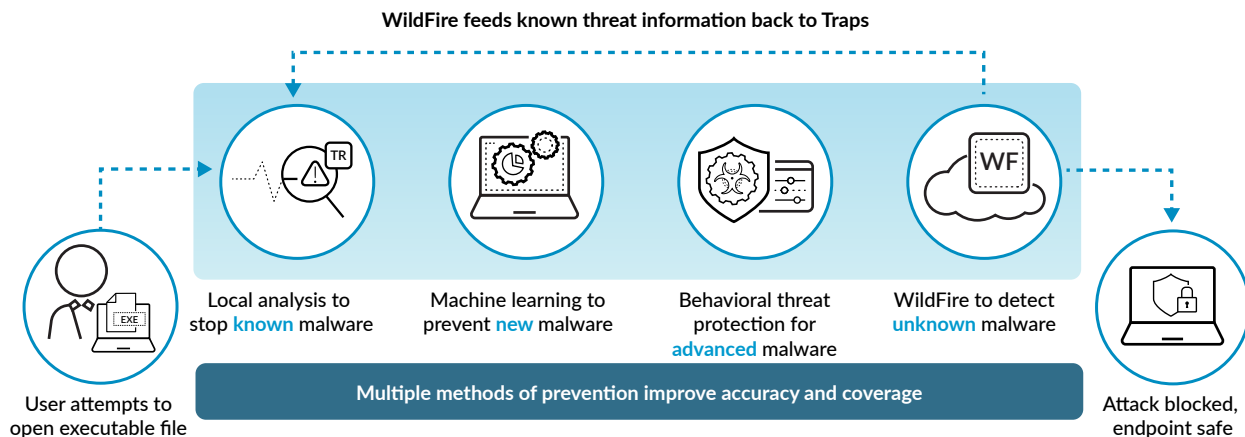 WildFire feeds known threat information back to Traps
TR
WF
EXE
Local analysis to
stop known malware
Machine learning to
prevent new malware
Behavioral threat
protection for
advanced malware
WildFire to detect
unknown malware
Multiple methods of prevention improve accuracy and coverage
User attempts to
open executable file
Attack blocked,
endpoint safe